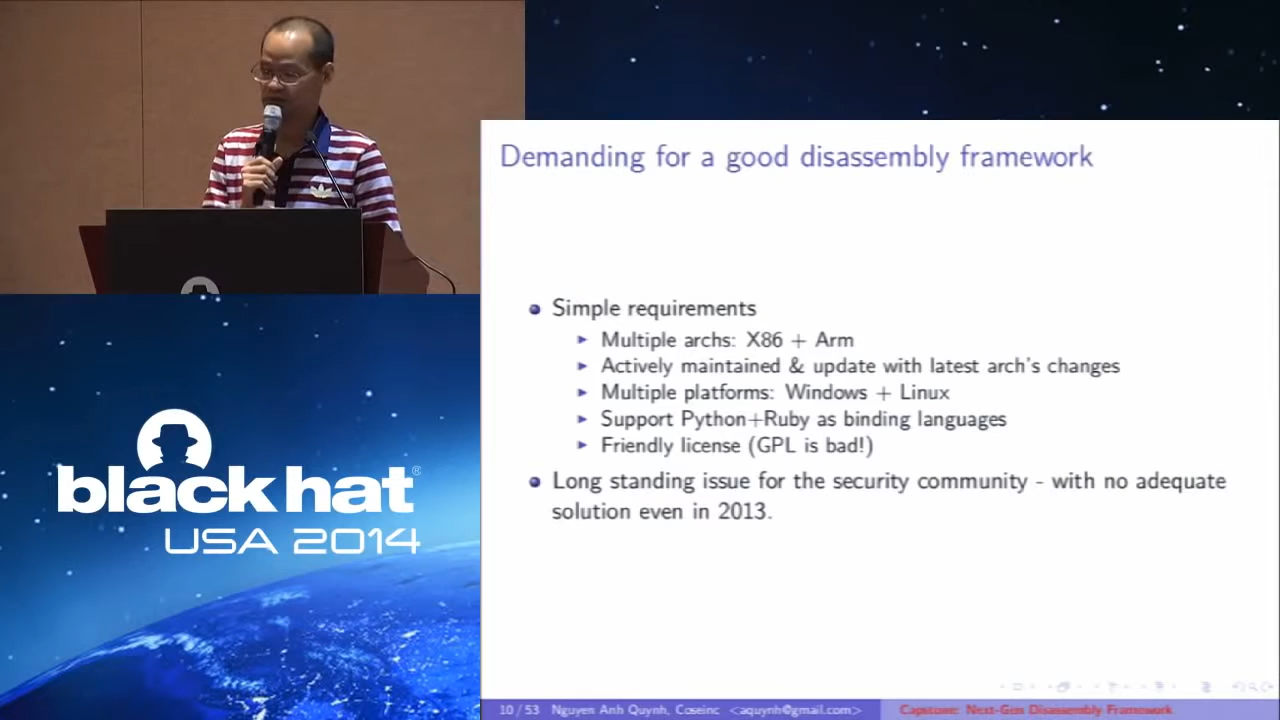 Demanding for a good disassembly framework
Simple requirements
Multiple archs: X86 + Arm
Actively maintained & update with latest arch's changes
Multiple platforms: Windows + Linux
Support Python+Ruby as binding languages
Friendly license (GPL is bad!)
Long standing issue for the security community - with no adequate
solution even in 2013.
black hat®
USA 2014
10 / 53 Nguyen Anh Quynh, Coseinc <aquynh@gmail.com> Capstone: Next-Gen Disassembly Framework